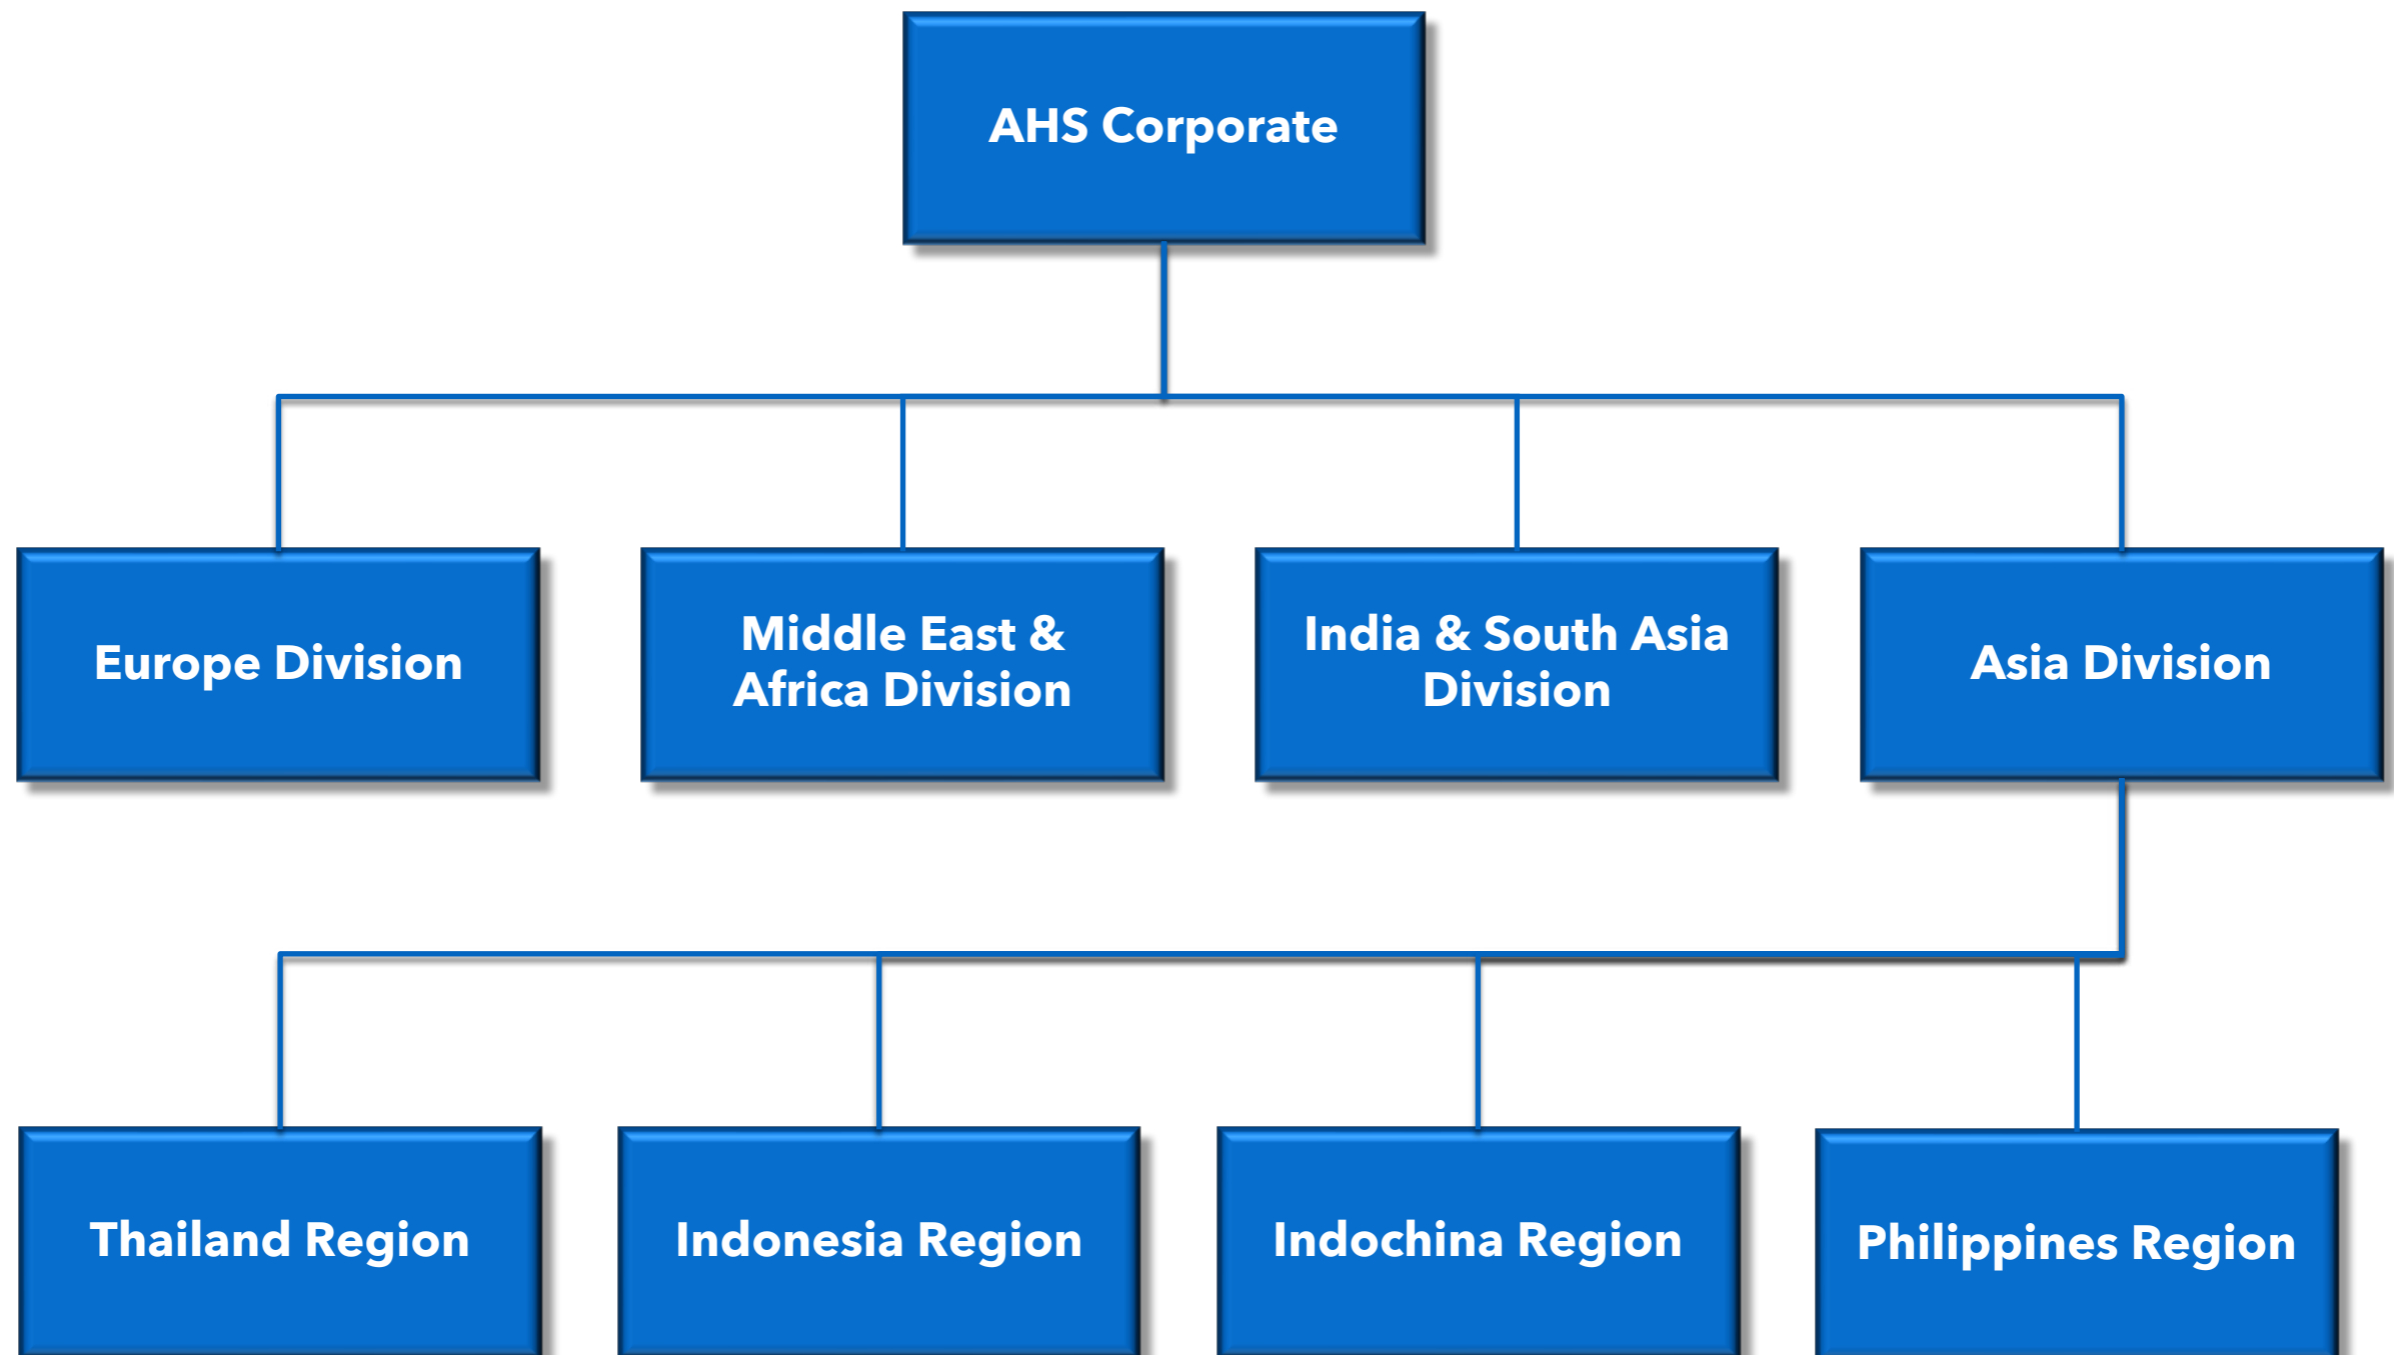 AHS Corporate
Europe Division
Middle East &
Africa Division
India & South Asia
Division
Asia Division
Thailand Region
Indonesia Region
Indochina Region
Philippines Region